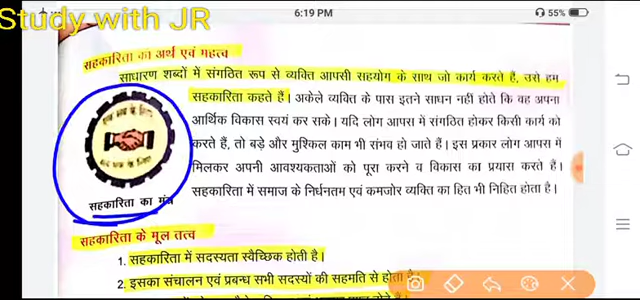 Study with JR
6:19 PM
55%
सहकारिता का अर्थ एवं महत्व
साधारण शब्दों में संगठित रूप से व्यक्ति आपसी सहयोग के साथ जो कार्य करते हैं, उसे हम
सहकारिता कहते हैं। अकेले व्यक्ति के पास इतने साधन नहीं होते कि वह अपना
आर्थिक विकास स्वयं कर सके। यदि लोग आपस में संगठित होकर किसी कार्य को
करते हैं, तो बड़े और मुश्किल काम भी संभव हो जाते हैं। इस प्रकार लोग आपस में
मिलकर अपनी आवश्यकताओं को पूरा करने व विकास का प्रयास करते हैं।
सहकारिता में समाज के निर्धनतम एवं कमजोर व्यक्ति का हित भी निहित होता है।
सहकारिता का मंत्र
सहकारिता के मूल तत्व
1. सहकारिता में सदस्यता स्वैच्छिक होती है।
2. इसका संचालन एवं प्रबन्ध सभी सदस्यों की सहमति से होता है।